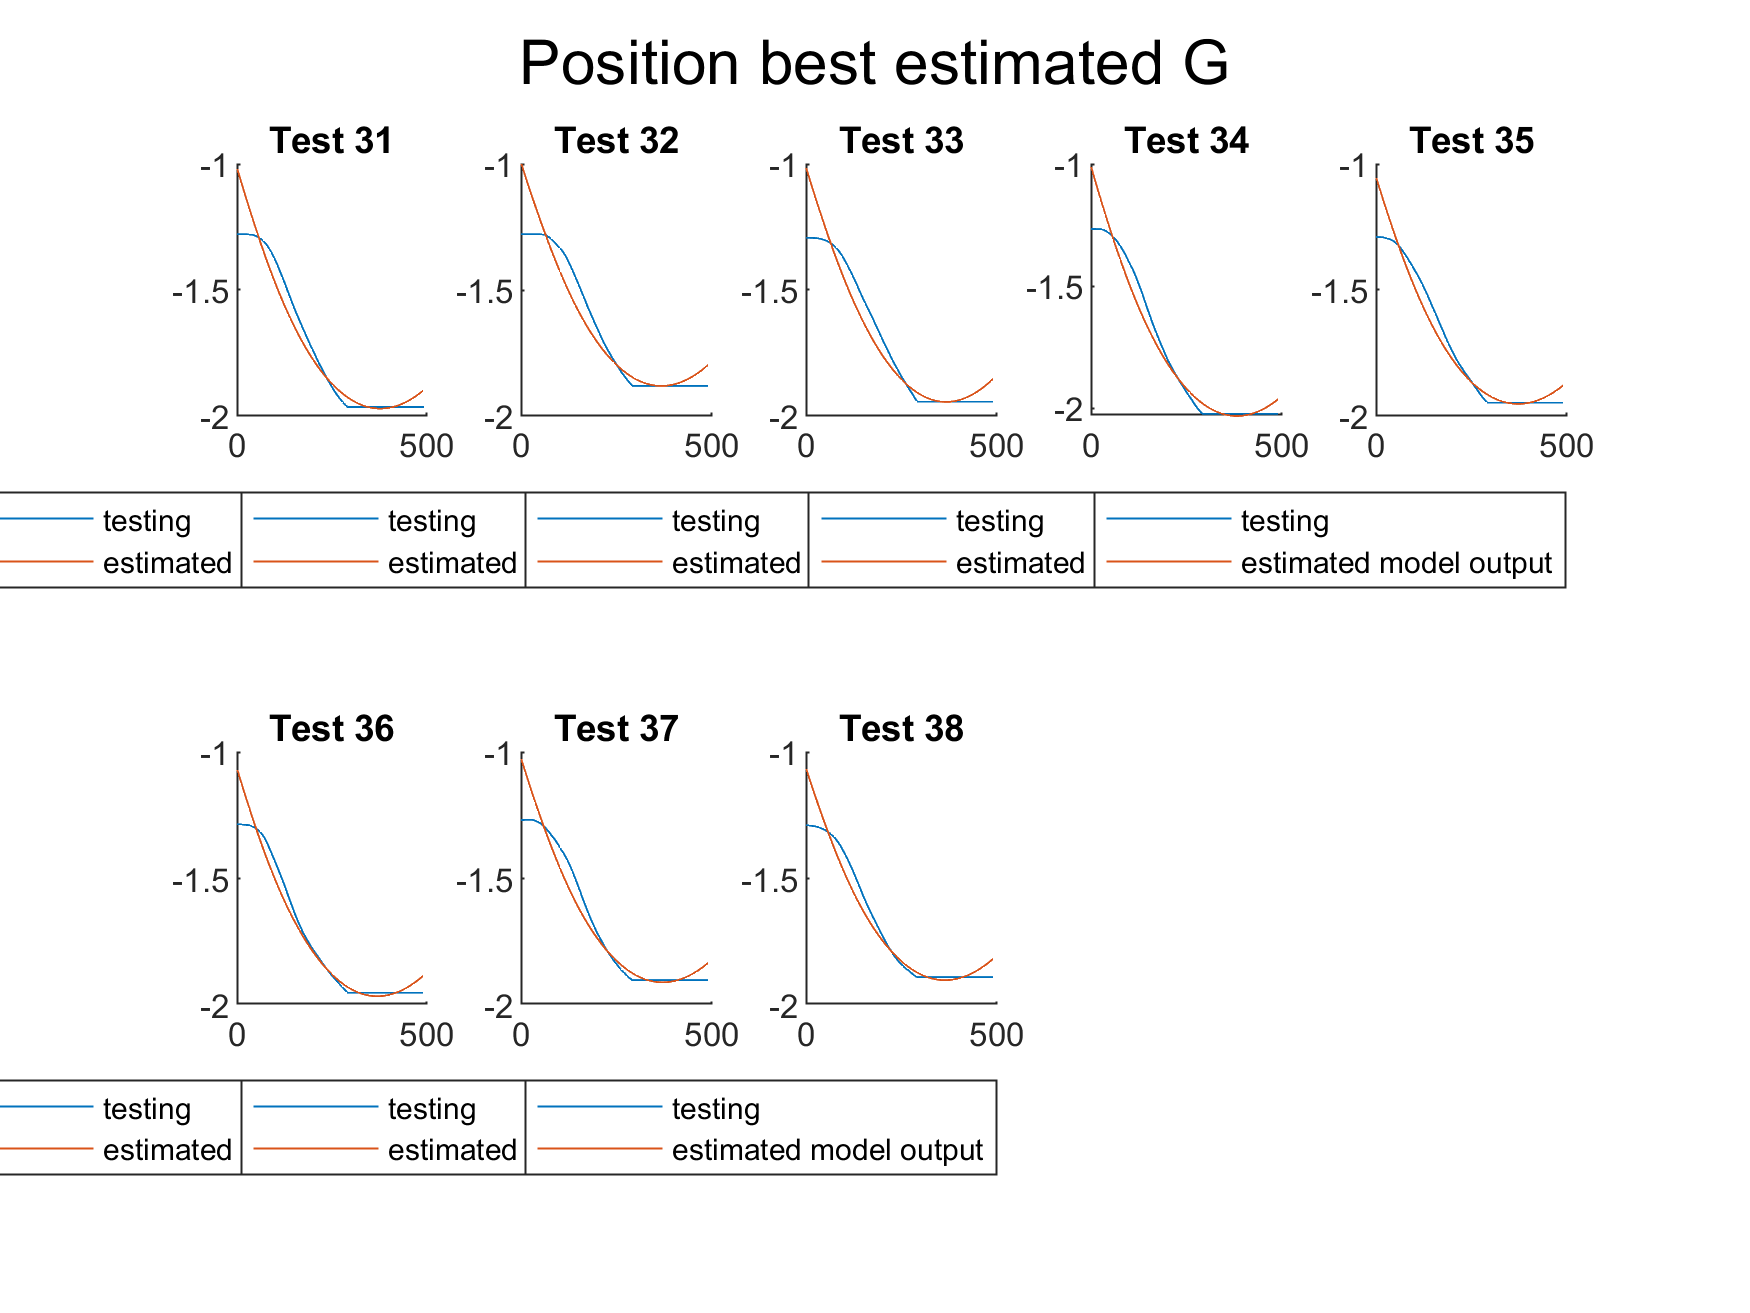 Position best estimated G
Test 31 Test 32 Test 33 Test 34 Test 35
-1 -1 -1 -1 -1
-1.5 -1.5 -1.5 -1.5 -1.5
-2 -2 -2 -2 -2
0 500 0 500 0 500 0 500 0 500
testing testing testing testing testing
estimated estimated estimated estimated estimated model output
Test 36 Test 37 Test 38
-1 -1 -1
-1.5 -1.5 -1.5
-2 -2 -2
0 500 0 500 0 500
testing testing testing
estimated estimated estimated model output